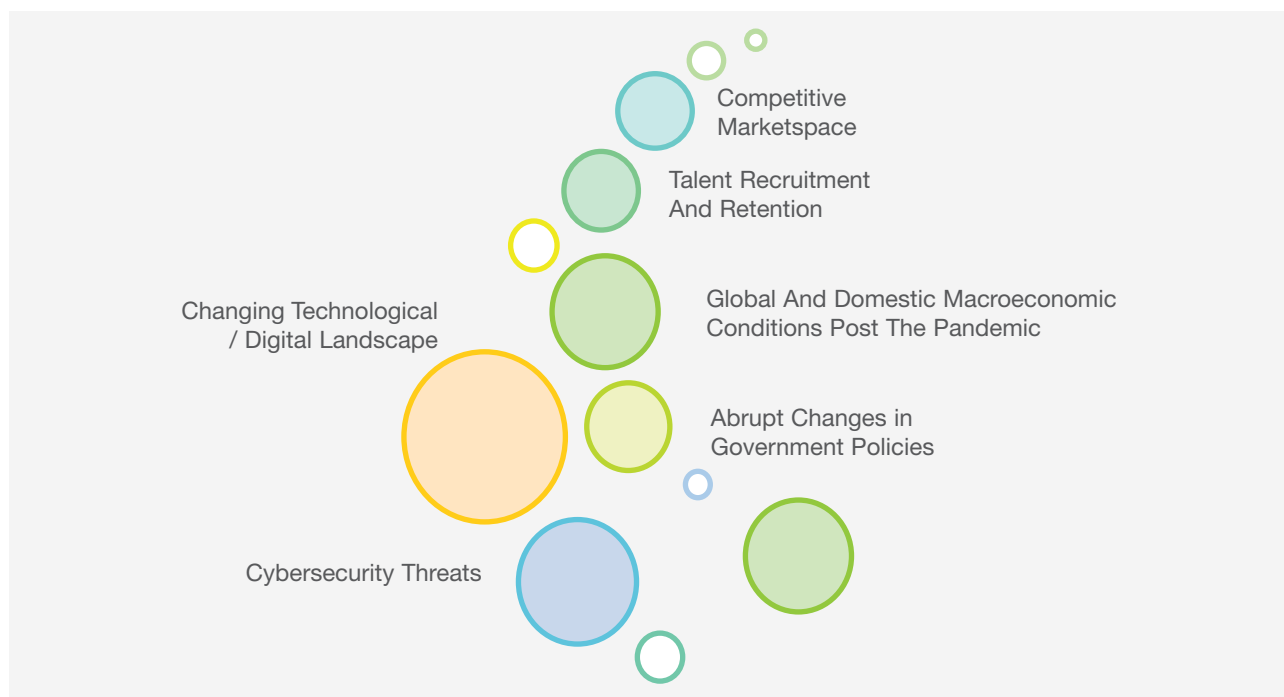 Competitive
Marketspace
Talent Recruitment
And Retention
Changing Technological
/ Digital Landscape
Global And Domestic Macroeconomic
Conditions Post The Pandemic
Abrupt Changes in
Government Policies
Cybersecurity Threats